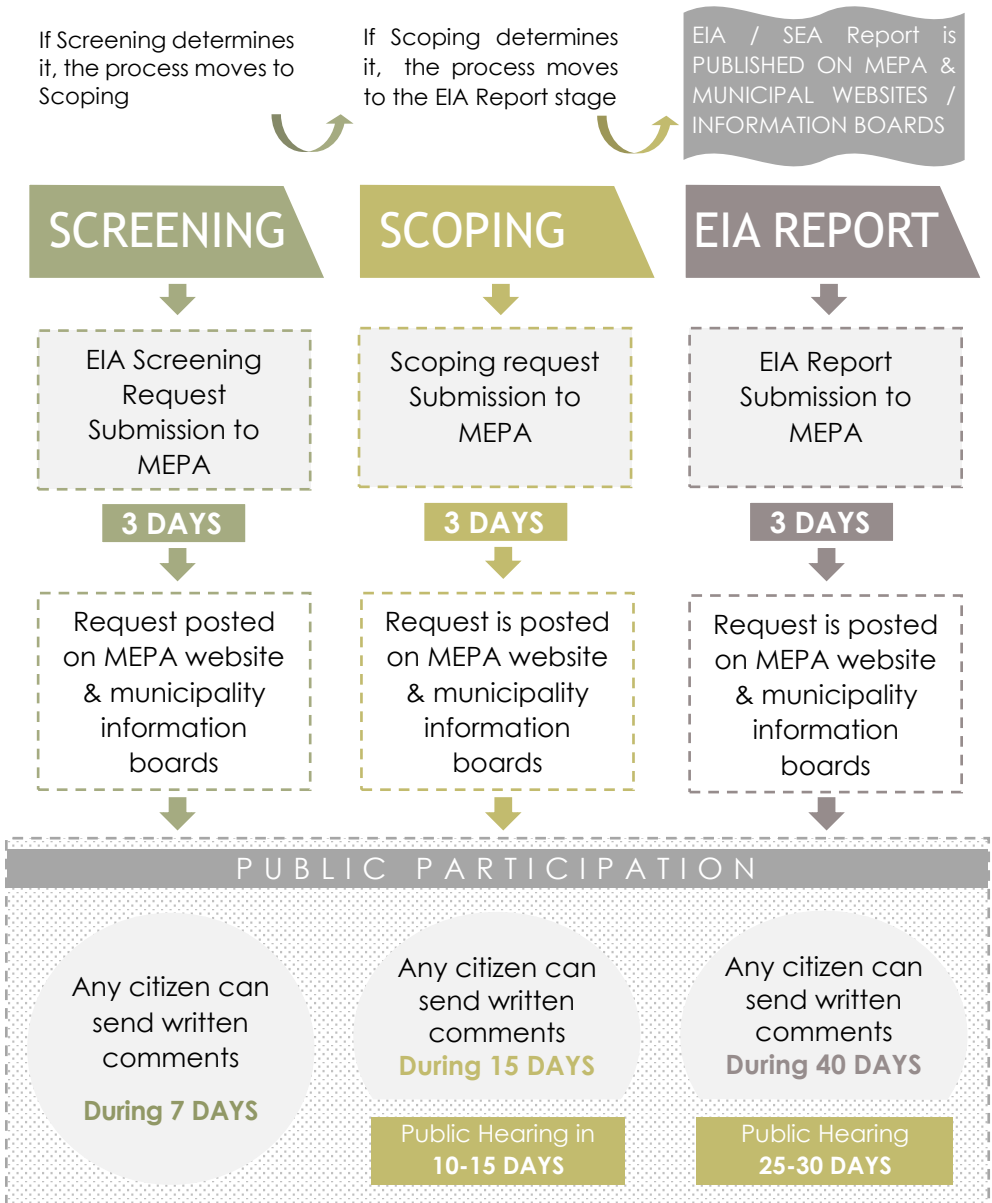 If Screening determines
it, the process moves to
Scoping
If Scoping determines
it, the process moves
to the EIA Report stage
EIA / SEA Report is
PUBLISHED ON MEPA &
MUNICIPAL WEBSITES /
INFORMATION BOARDS
SCREENING
SCOPING
EIA REPORT
EIA Screening
Request
Submission to
MEPA
Scoping request
Submission to
MEPA
EIA Report
Submission to
MEPA
3 DAYS
3 DAYS
3 DAYS
Request posted
on MEPA website
& municipality
information
boards
Request is posted
on MEPA website
& municipality
information
boards
Request is posted
on MEPA website
& municipality
information
boards
PUBLIC PARTICIPATION
Any citizen can
send written
comments
During 7 DAYS
Any citizen can
send written
comments
During 15 DAYS
Public Hearing in
10-15 DAYS
Any citizen can
send written
comments
During 40 DAYS
Public Hearing
25-30 DAYS